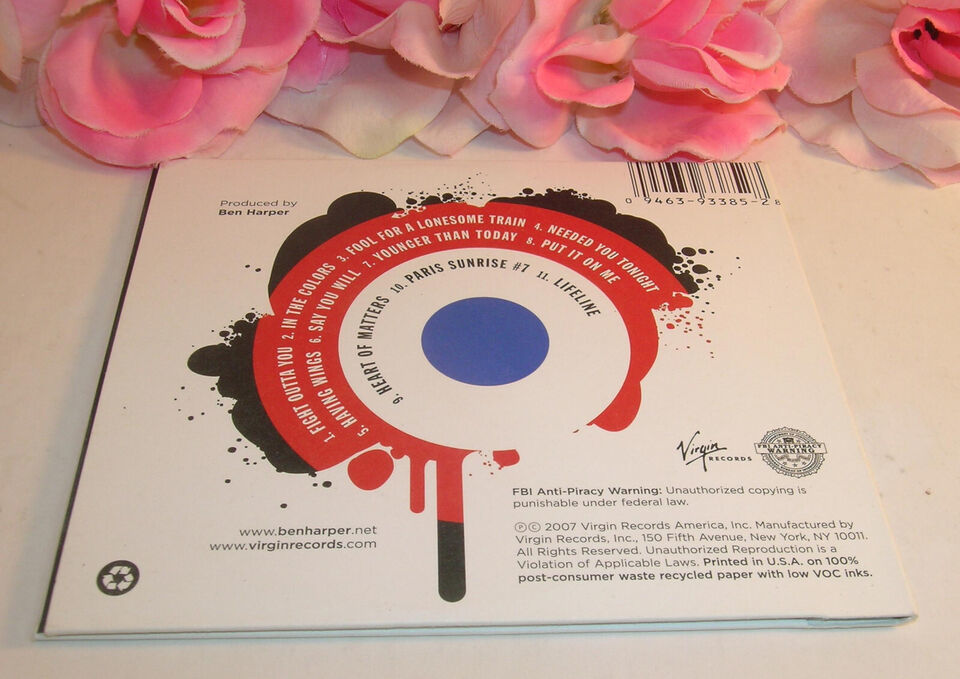 Produced by
Ben Harper
0 9463-93385-2 8
1. FIGHT OUTTA YOU 2. IN THE COLORS 3. FOOL FOR A LONESOME TRAIN 4. NEEDED YOU TONIGHT
5. HAVING WINGS 6. SAY YOU WILL 7. YOUNGER THAN TODAY 8. PUT IT ON ME
9. HEART OF MATTERS 10. PARIS SUNRISE #7 11. LIFELINE
Virgin
RECORDS
FBI ANTI-PIRACY
WARNING
FBI Anti-Piracy Warning: Unauthorized copying is
punishable under federal law.
www.benharper.net
www.virginrecords.com
℗© 2007 Virgin Records America, Inc. Manufactured by
Virgin Records, Inc., 150 Fifth Avenue, New York, NY 10011.
All Rights Reserved. Unauthorized Reproduction is a
Violation of Applicable Laws. Printed in U.S.A. on 100%
post-consumer waste recycled paper with low VOC inks.